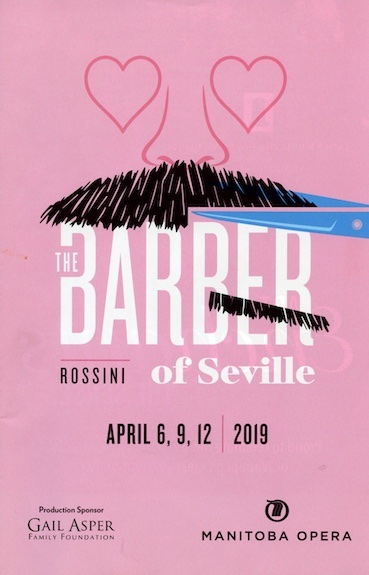 THE
BARBER
ROSSINI
of Seville
APRIL 6, 9, 12 | 2019
Production Sponsor
GAIL ASPER
FAMILY FOUNDATION
MANITOBA OPERA